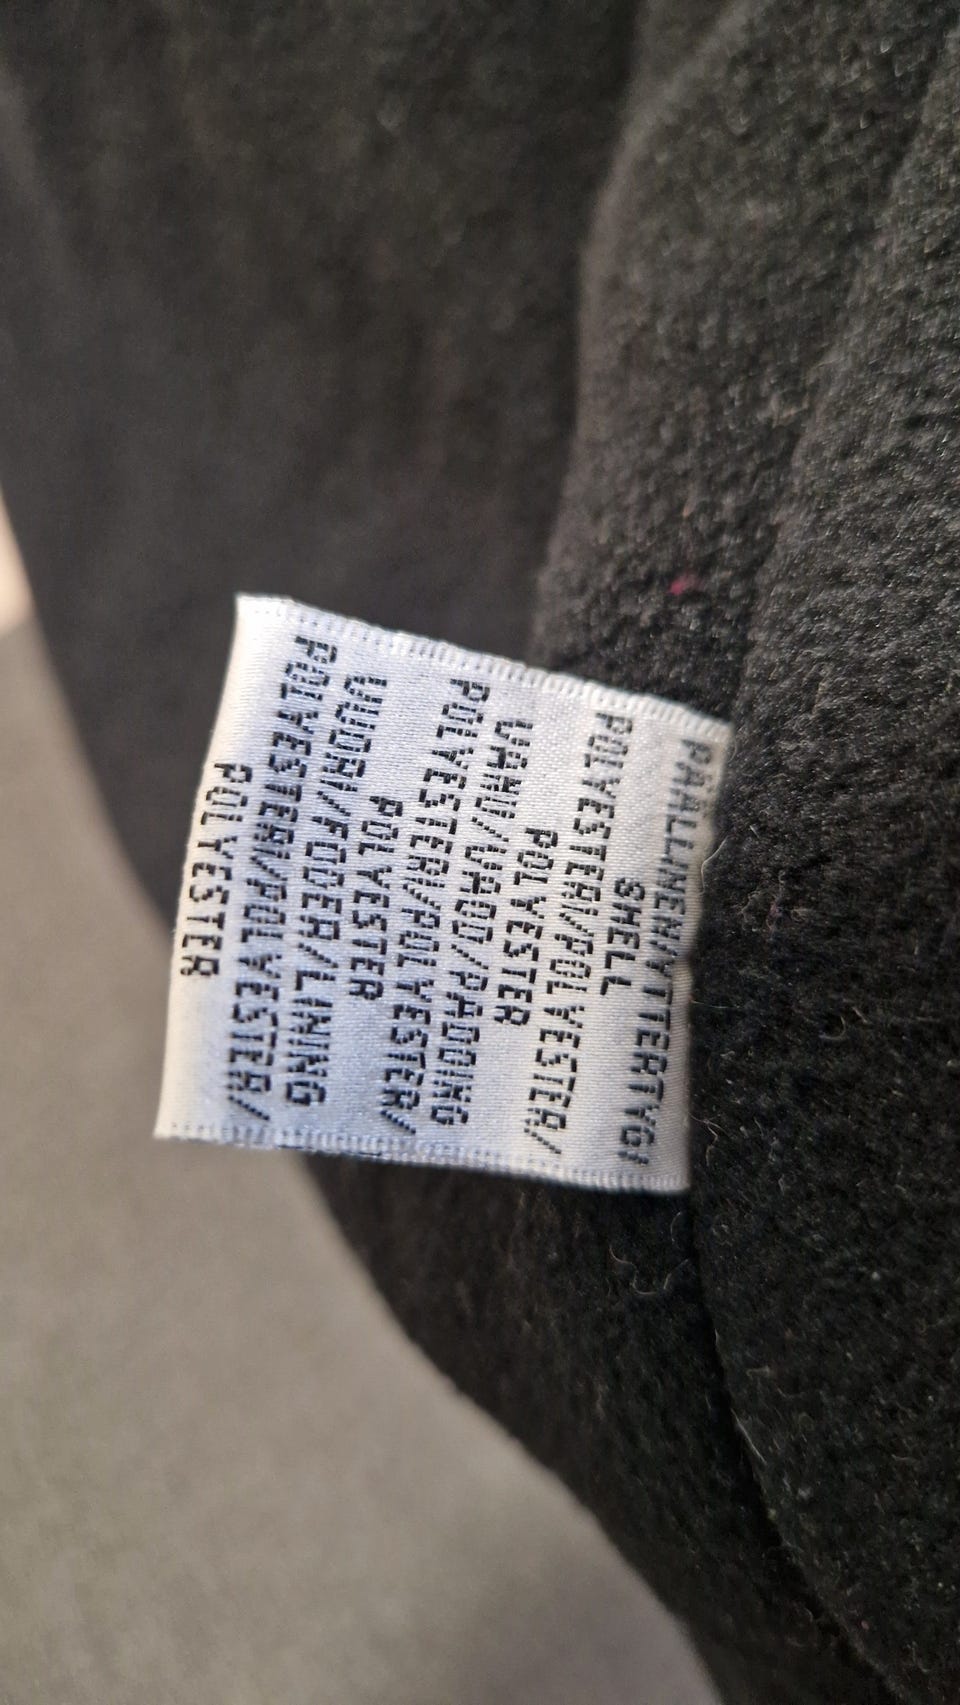 PÄÄLLINEN/YTTERTYG/
SHELL
POLYESTERI/POLYESTER/
POLYESTER
VANU/VADD/PADDING
POLYESTERI/POLYESTER/
POLYESTER
VUORI/FODER/LINING
POLYESTERI/POLYESTER/
POLYESTER